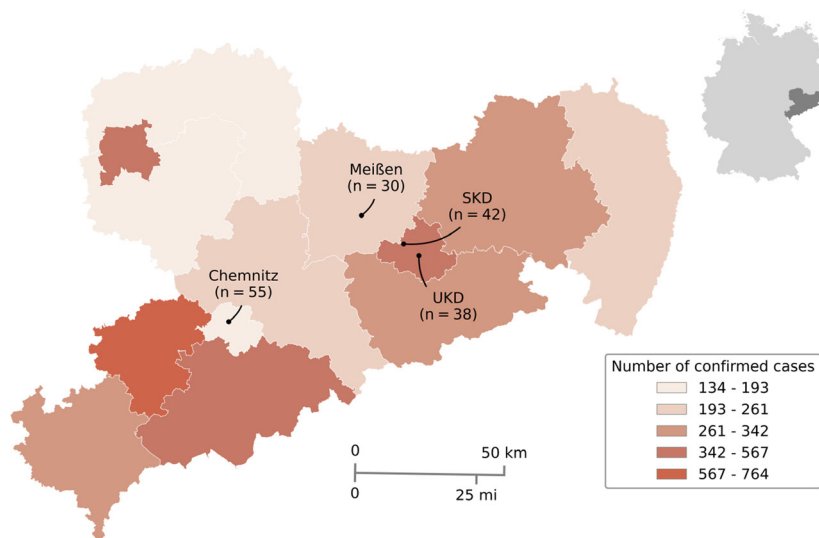 Meißen
(n = 30)
SKD
(n = 42)
Chemnitz
(n = 55)
UKD
(n = 38)
Number of confirmed cases
134 - 193
193 - 261
261 - 342
342 - 567
567 - 764
0 50 km
0 25 mi